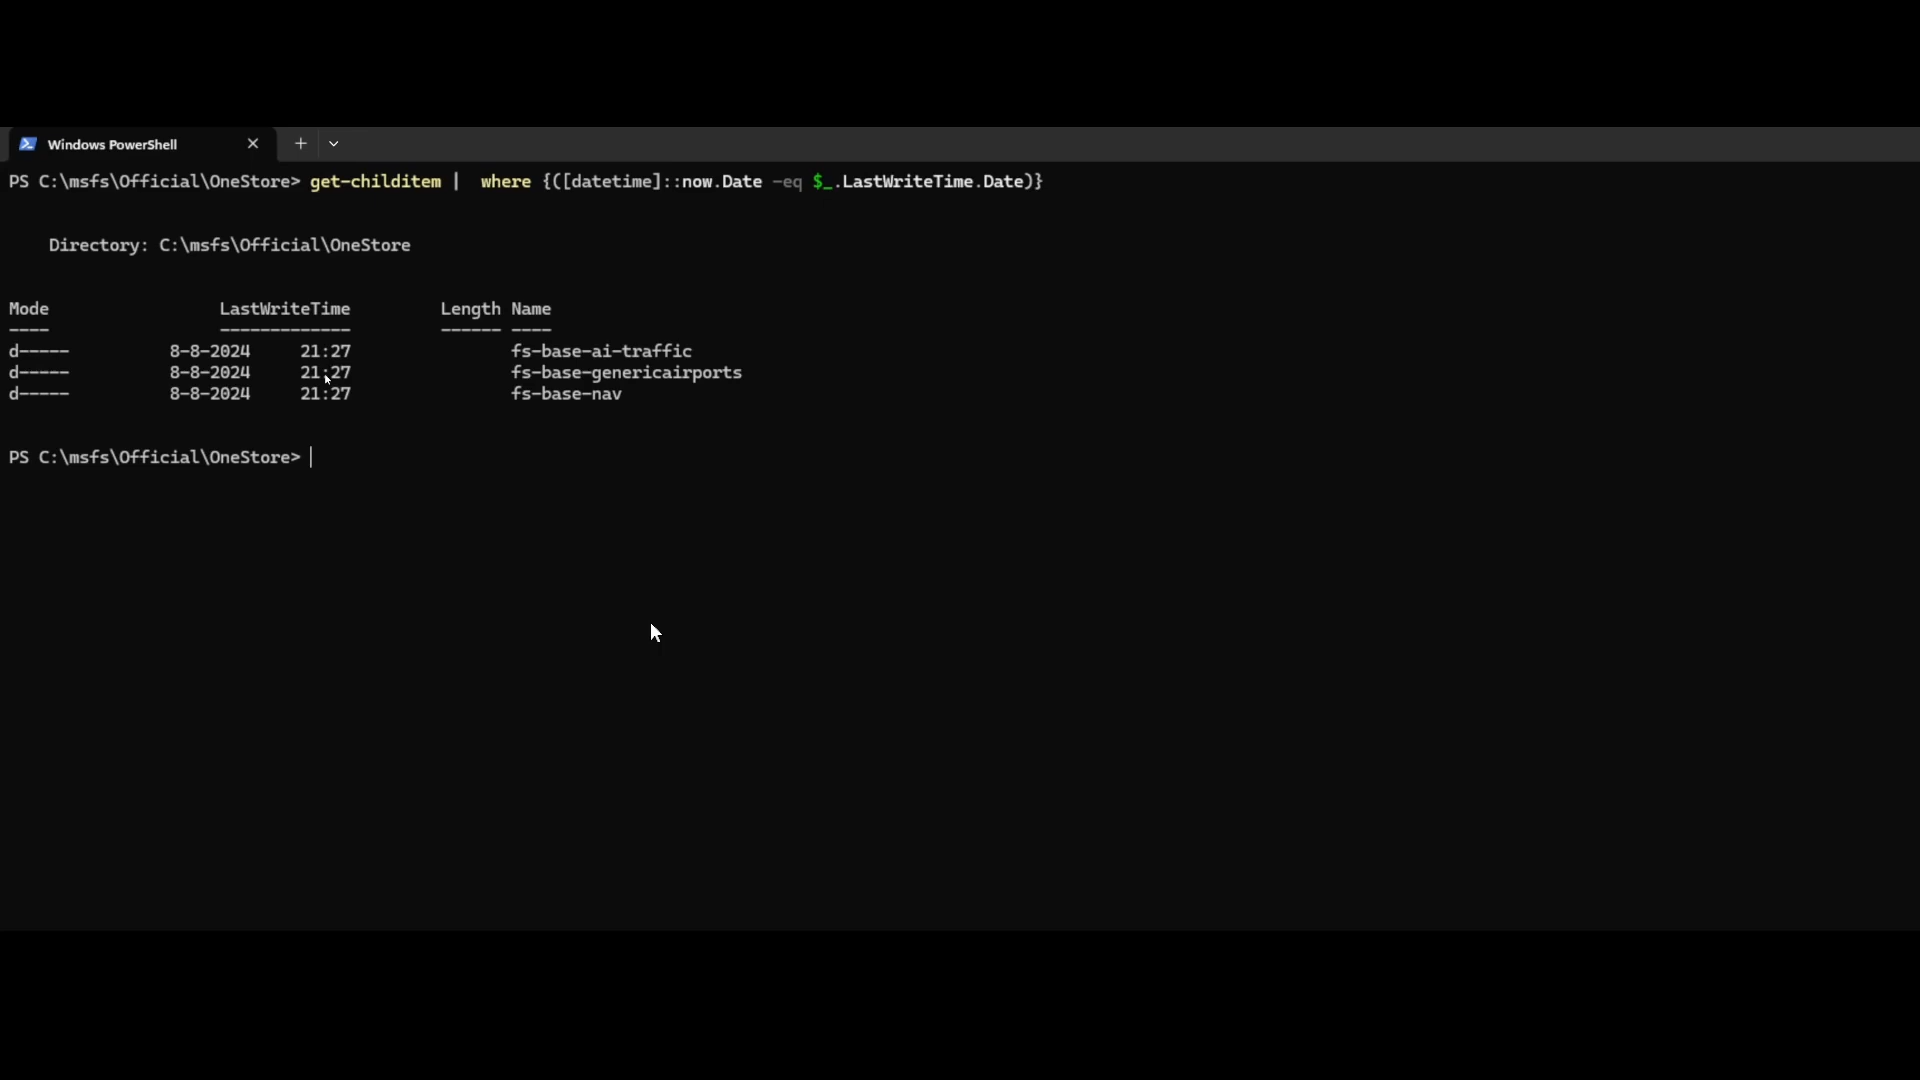 Windows PowerShell
PS C:\msfs\Official\OneStore> get-childitem |  where {([datetime]::now.Date -eq $_.LastWriteTime.Date)}
Directory: C:\msfs\Official\OneStore
Mode                LastWriteTime         Length Name
----                -------------         ------ ----
d-----         8-8-2024     21:27                fs-base-ai-traffic
d-----         8-8-2024     21:27                fs-base-genericairports
d-----         8-8-2024     21:27                fs-base-nav
PS C:\msfs\Official\OneStore>